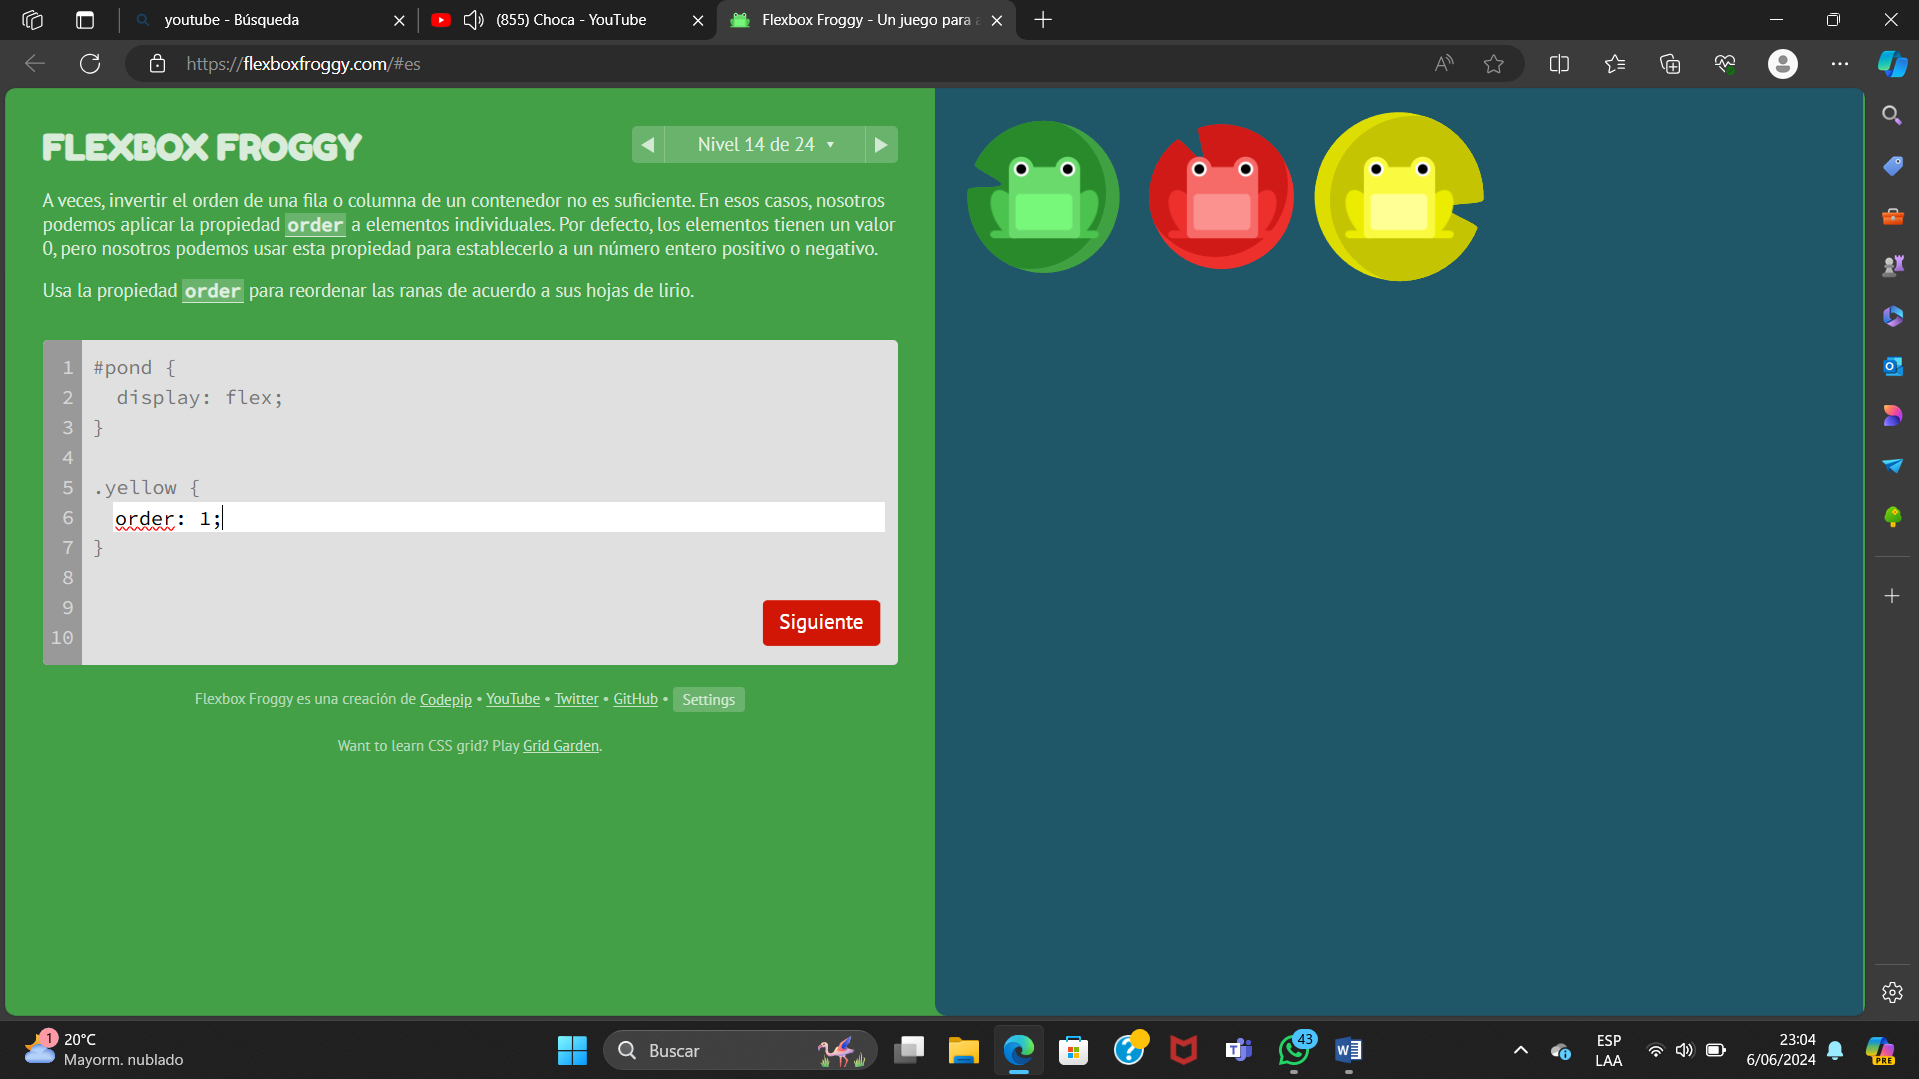 youtube - Búsqueda
(855) Choca - YouTube
Flexbox Froggy - Un juego para a
https://flexboxfroggy.com/#es
FLEXBOX FROGGY
Nivel 14 de 24
A veces, invertir el orden de una fila o columna de un contenedor no es suficiente. En esos casos, nosotros
podemos aplicar la propiedad order a elementos individuales. Por defecto, los elementos tienen un valor
0, pero nosotros podemos usar esta propiedad para establecerlo a un número entero positivo o negativo.
Usa la propiedad order para reordenar las ranas de acuerdo a sus hojas de lirio.
1 #pond {
2 display: flex;
3 }
4
5 .yellow {
6 order: 1;
7 }
8
9
10
Siguiente
Flexbox Froggy es una creación de Codepip • YouTube • Twitter • GitHub • Settings
Want to learn CSS grid? Play Grid Garden.
1
20°C
Mayorm. nublado
Buscar
43
ESP
LAA
23:04
6/06/2024
PRE